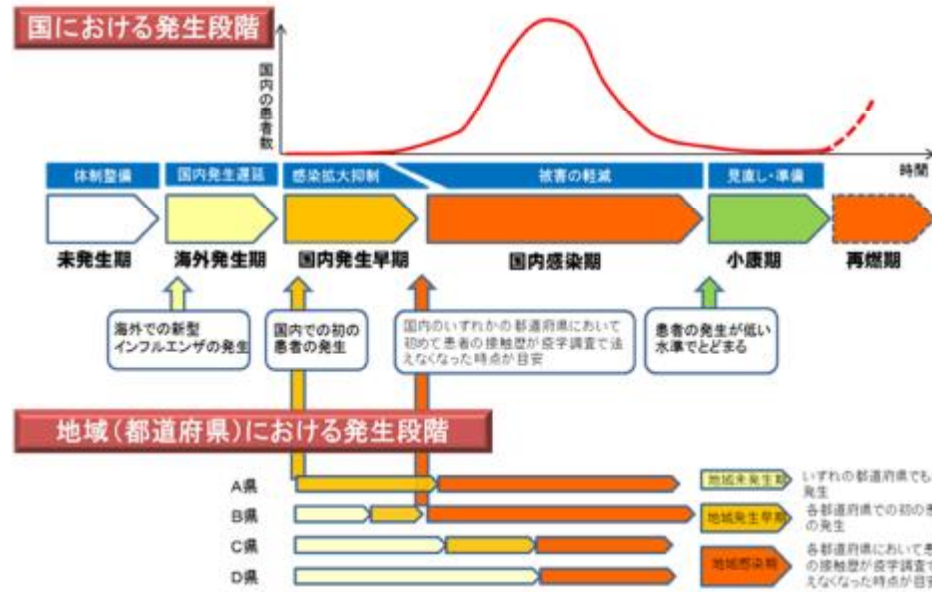 国における発生段階
国内の患者数
時間
体制整備
国内発生遅延
感染拡大抑制
被害の軽減
見直し・準備
未発生期
海外発生期
国内発生早期
国内感染期
小康期
再燃期
海外での新型
インフルエンザの発生
国内での初の
患者の発生
国内のいずれかの都道府県において
初めて患者の接触歴が疫学調査で追
えなくなった時点が目安
患者の発生が低い
水準でとどまる
地域(都道府県)における発生段階
A県
B県
C県
D県
地域未発生期
いずれの都道府県でも
発生
地域発生早期
各都道府県での初の患
の発生
地域感染期
各都道府県において患
の接触歴が疫学調査で
えなくなった時点が目安